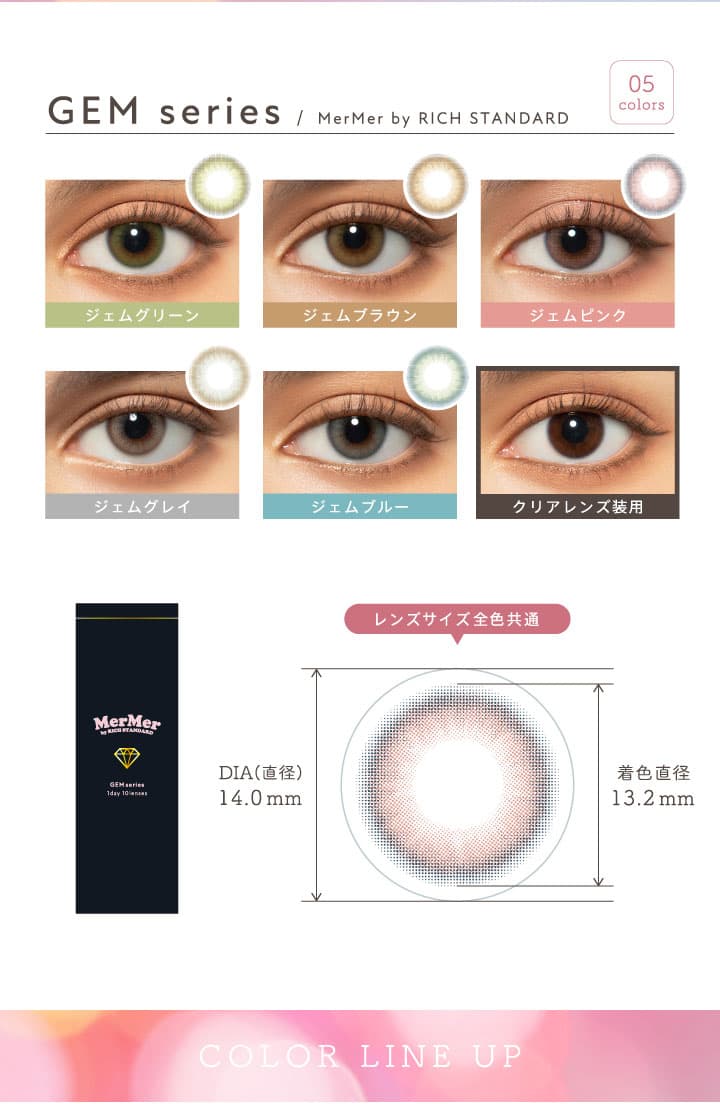 GEM series / MerMer by RICH STANDARD
05
colors
ジェムグリーン
ジェムブラウン
ジェムピンク
ジェムグレイ
ジェムブルー
クリアレンズ装用
レンズサイズ全色共通
MerMer
by RICH STANDARD
GEM series
1day 10lenses
DIA(直径)
14.0mm
着色直径
13.2mm
COLOR LINE UP